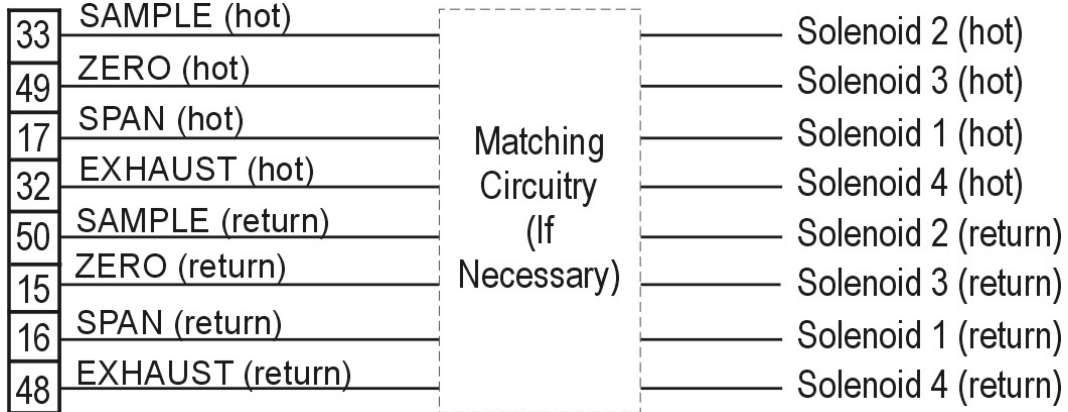 33 SAMPLE (hot) Solenoid 2 (hot)
49 ZERO (hot) Solenoid 3 (hot)
17 SPAN (hot) Solenoid 1 (hot)
32 EXHAUST (hot) Solenoid 4 (hot)
50 SAMPLE (return) Solenoid 2 (return)
15 ZERO (return) Solenoid 3 (return)
16 SPAN (return) Solenoid 1 (return)
48 EXHAUST (return) Solenoid 4 (return)
Matching
Circuitry
(If
Necessary)